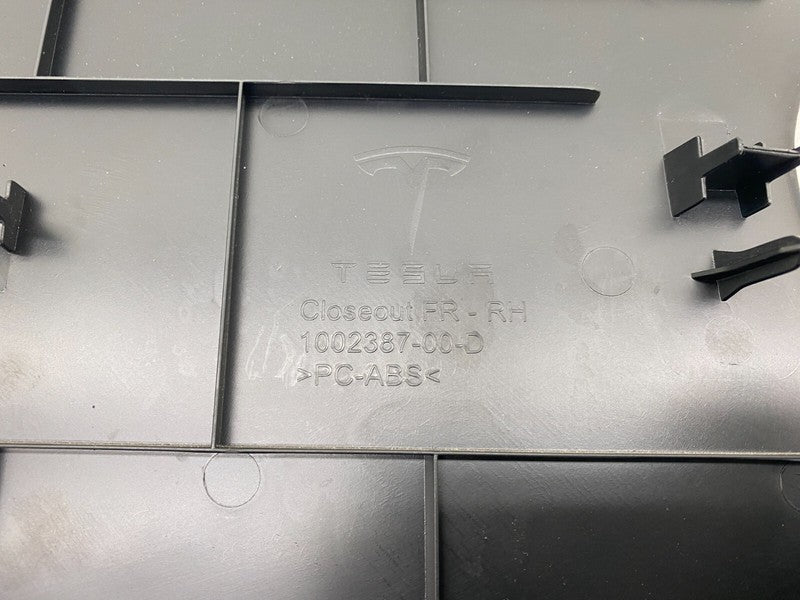 TESLA
Closeout FR - RH
1002387-00-D
>PC-ABS<